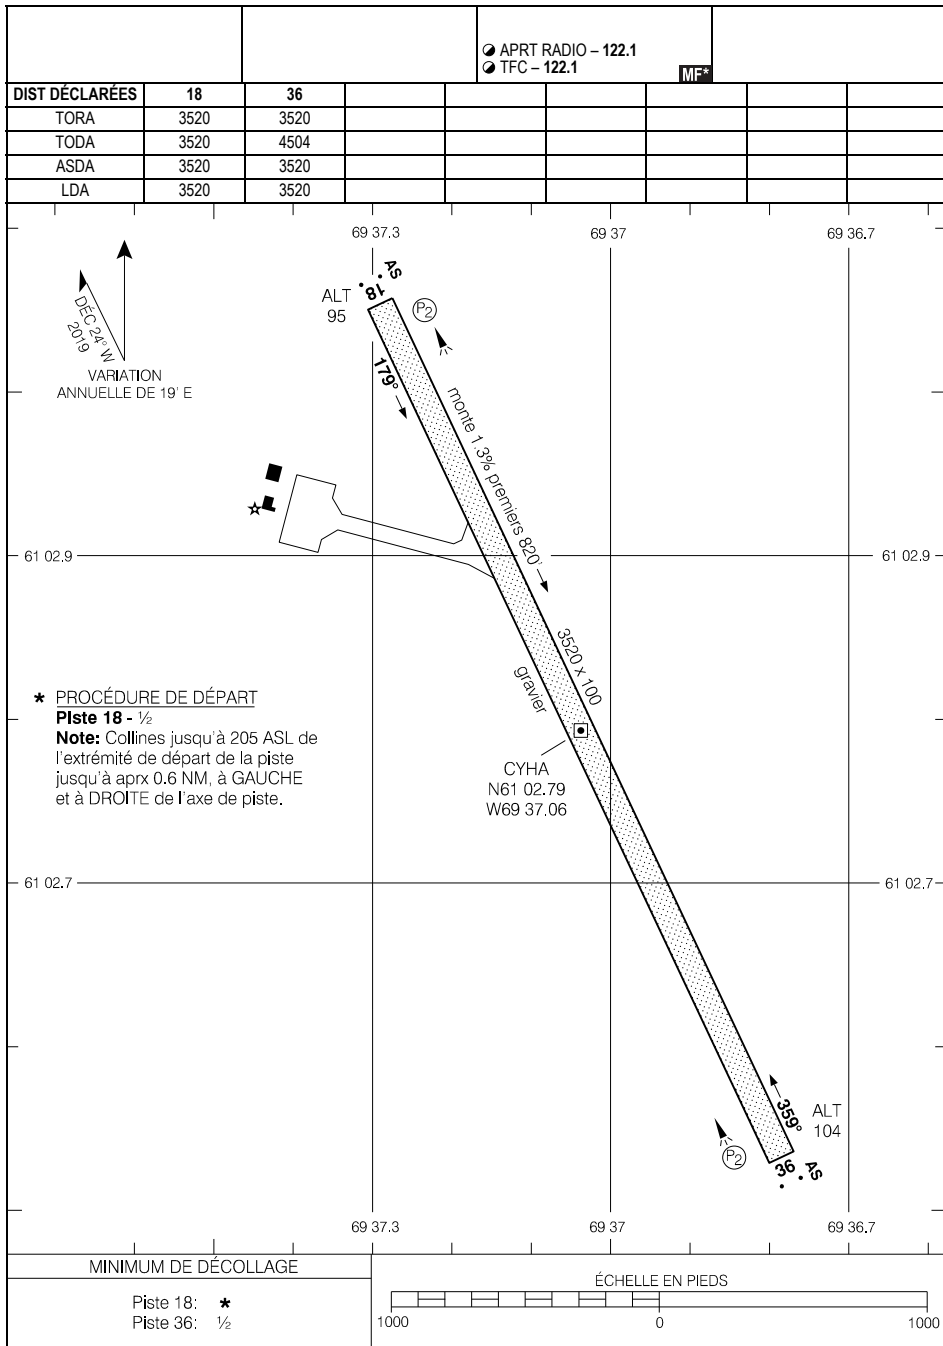 APRT RADIO – 122.1
TFC – 122.1
MF*
DIST DÉCLARÉES 18 36
TORA 3520 3520
TODA 3520 4504
ASDA 3520 3520
LDA 3520 3520
69 37.3 69 37 69 36.7
DÉC 24° W
2019
VARIATION
ANNUELLE DE 19' E
ALT
95
AS
18
P2
179°
monte 1.3% premiers 820'
61 02.9 61 02.9
3520 x 100
gravier
* PROCÉDURE DE DÉPART
Piste 18 - ½
Note: Collines jusqu'à 205 ASL de
l'extrémité de départ de la piste
jusqu'à aprx 0.6 NM, à GAUCHE
et à DROITE de l'axe de piste.
CYHA
N61 02.79
W69 37.06
61 02.7 61 02.7
359°
ALT
104
P2
36
AS
69 37.3 69 37 69 36.7
MINIMUM DE DÉCOLLAGE
Piste 18: *
Piste 36: ½
ÉCHELLE EN PIEDS
1000 0 1000